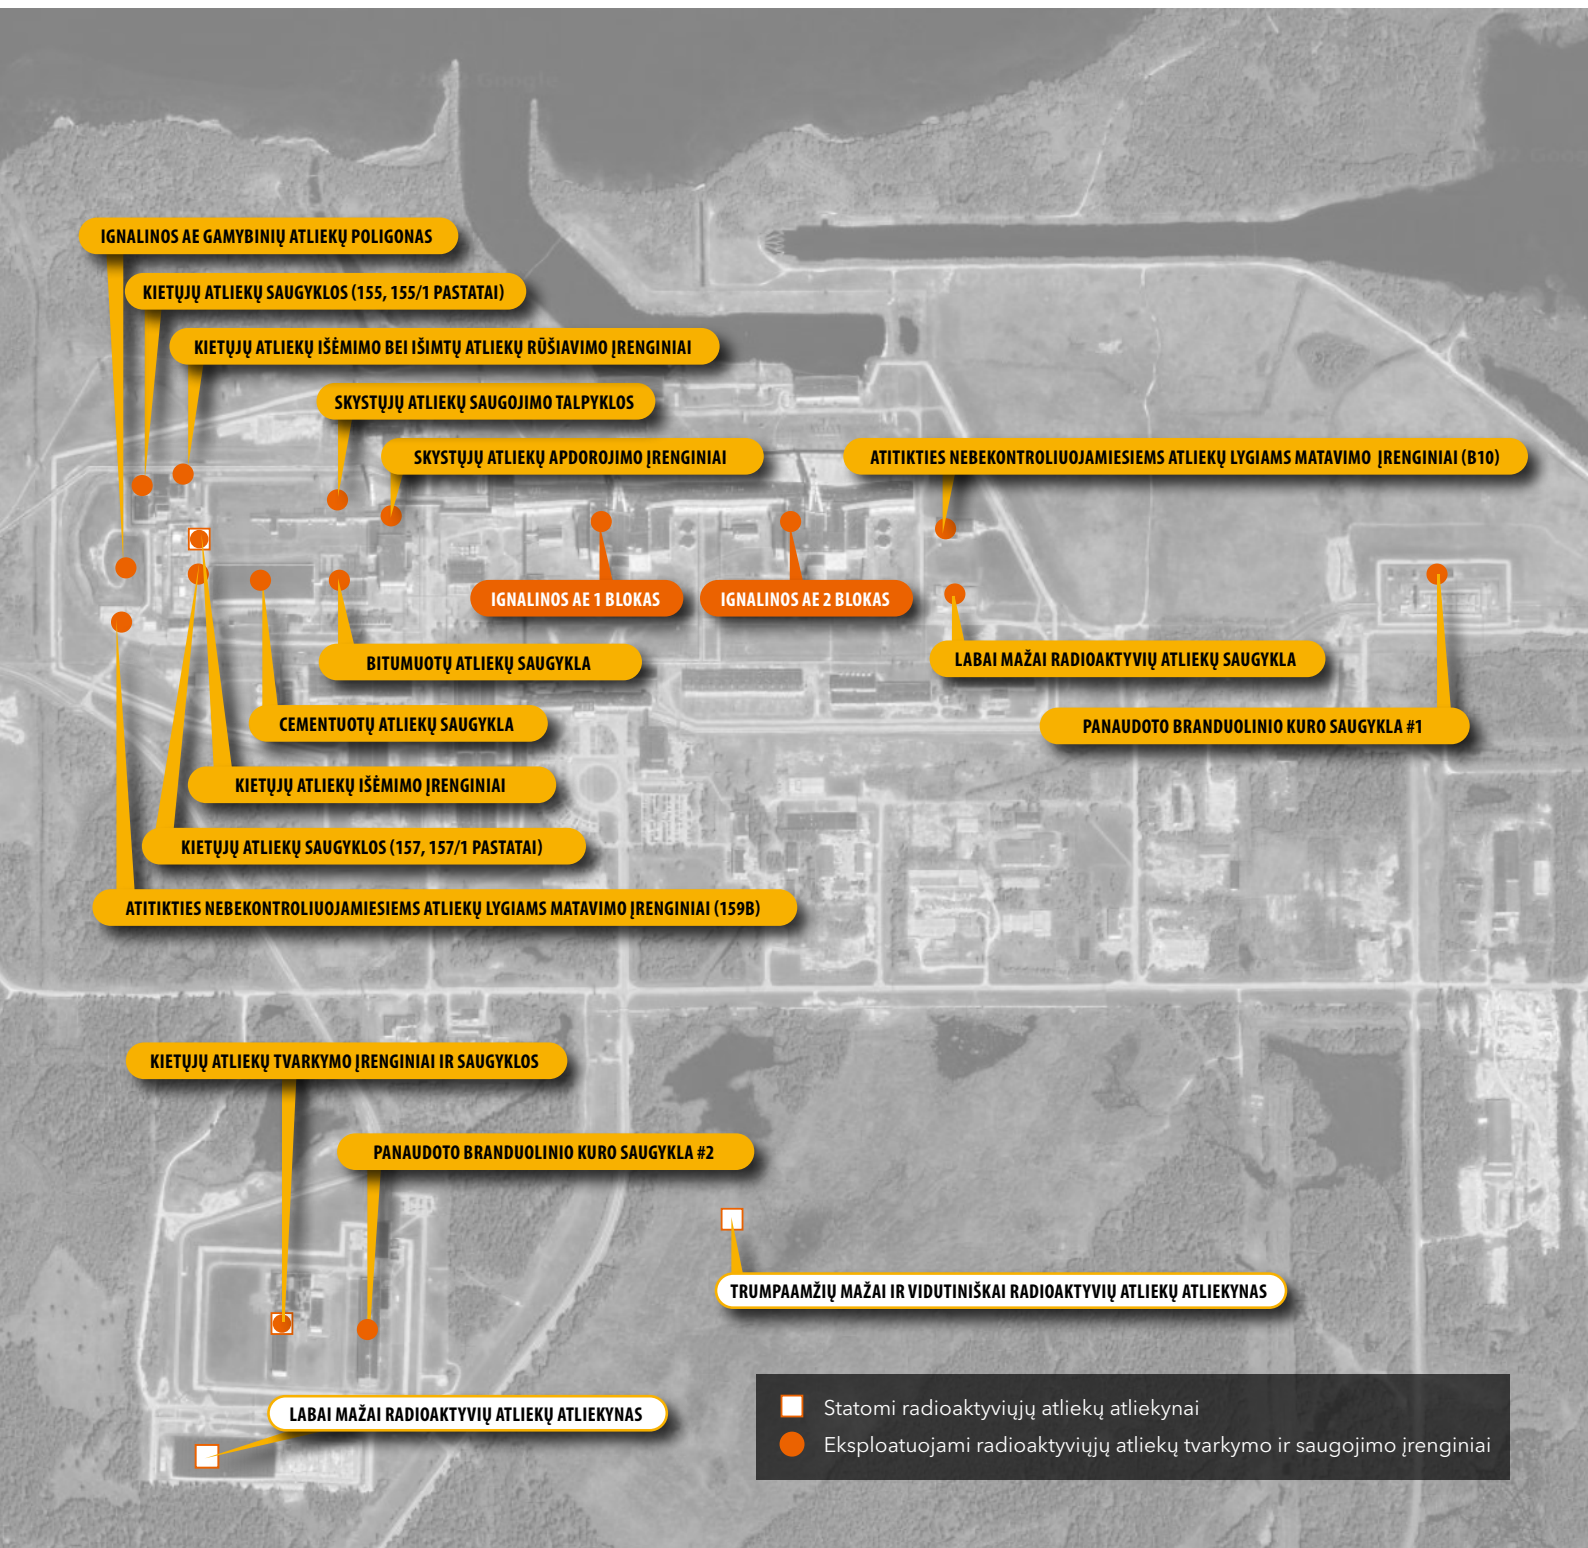 © 2022 Google
IGNALINOS AE GAMYBINIŲ ATLIEKŲ POLIGONAS
KIETŲJŲ ATLIEKŲ SAUGYKLOS (155, 155/1 PASTATAI)
KIETŲJŲ ATLIEKŲ IŠĖMIMO BEI IŠIMTŲ ATLIEKŲ RŪŠIAVIMO ĮRENGINIAI
SKYSTŲJŲ ATLIEKŲ SAUGOJIMO TALPYKLOS
SKYSTŲJŲ ATLIEKŲ APDOROJIMO ĮRENGINIAI
ATITIKTIES NEBEKONTROLIUOJAMIESIEMS ATLIEKŲ LYGIAMS MATAVIMO ĮRENGINIAI (B10)
IGNALINOS AE 1 BLOKAS
IGNALINOS AE 2 BLOKAS
BITUMUOTŲ ATLIEKŲ SAUGYKLA
LABAI MAŽAI RADIOAKTYVIŲ ATLIEKŲ SAUGYKLA
CEMENTUOTŲ ATLIEKŲ SAUGYKLA
PANAUDOTO BRANDUOLINIO KURO SAUGYKLA #1
KIETŲJŲ ATLIEKŲ IŠĖMIMO ĮRENGINIAI
KIETŲJŲ ATLIEKŲ SAUGYKLOS (157, 157/1 PASTATAI)
ATITIKTIES NEBEKONTROLIUOJAMIESIEMS ATLIEKŲ LYGIAMS MATAVIMO ĮRENGINIAI (159B)
KIETŲJŲ ATLIEKŲ TVARKYMO ĮRENGINIAI IR SAUGYKLOS
PANAUDOTO BRANDUOLINIO KURO SAUGYKLA #2
TRUMPAAMŽIŲ MAŽAI IR VIDUTINIŠKAI RADIOAKTYVIŲ ATLIEKŲ ATLIEKYNAS
LABAI MAŽAI RADIOAKTYVIŲ ATLIEKŲ ATLIEKYNAS
Statomi radioaktyviųjų atliekų atliekynai
Eksploatuojami radioaktyviųjų atliekų tvarkymo ir saugojimo įrenginiai